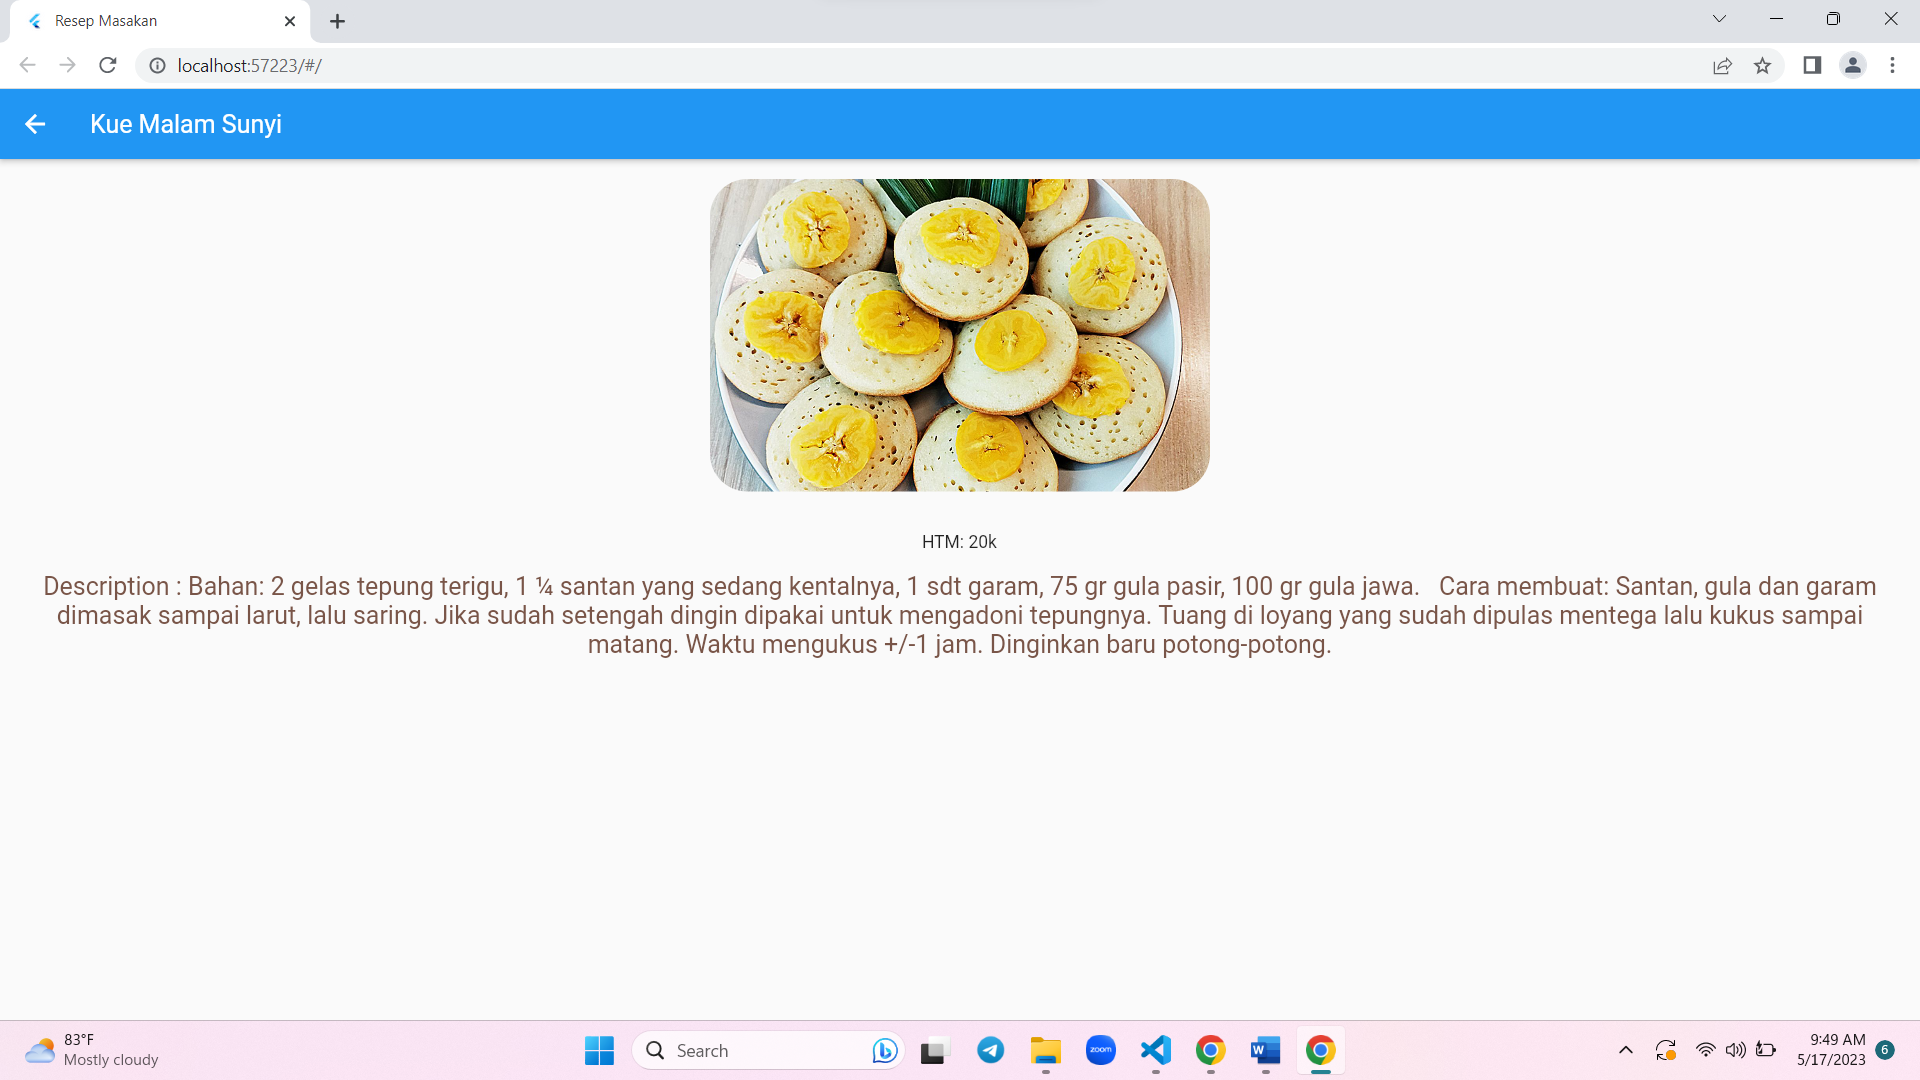 Resep Masakan
localhost:57223/#/
Kue Malam Sunyi
HTM: 20k
Description : Bahan: 2 gelas tepung terigu, 1 ¼ santan yang sedang kentalnya, 1 sdt garam, 75 gr gula pasir, 100 gr gula jawa.   Cara membuat: Santan, gula dan garam
dimasak sampai larut, lalu saring. Jika sudah setengah dingin dipakai untuk mengadoni tepungnya. Tuang di loyang yang sudah dipulas mentega lalu kukus sampai
matang. Waktu mengukus +/-1 jam. Dinginkan baru potong-potong.
83°F
Mostly cloudy
Search
zoom
W
9:49 AM
5/17/2023
6